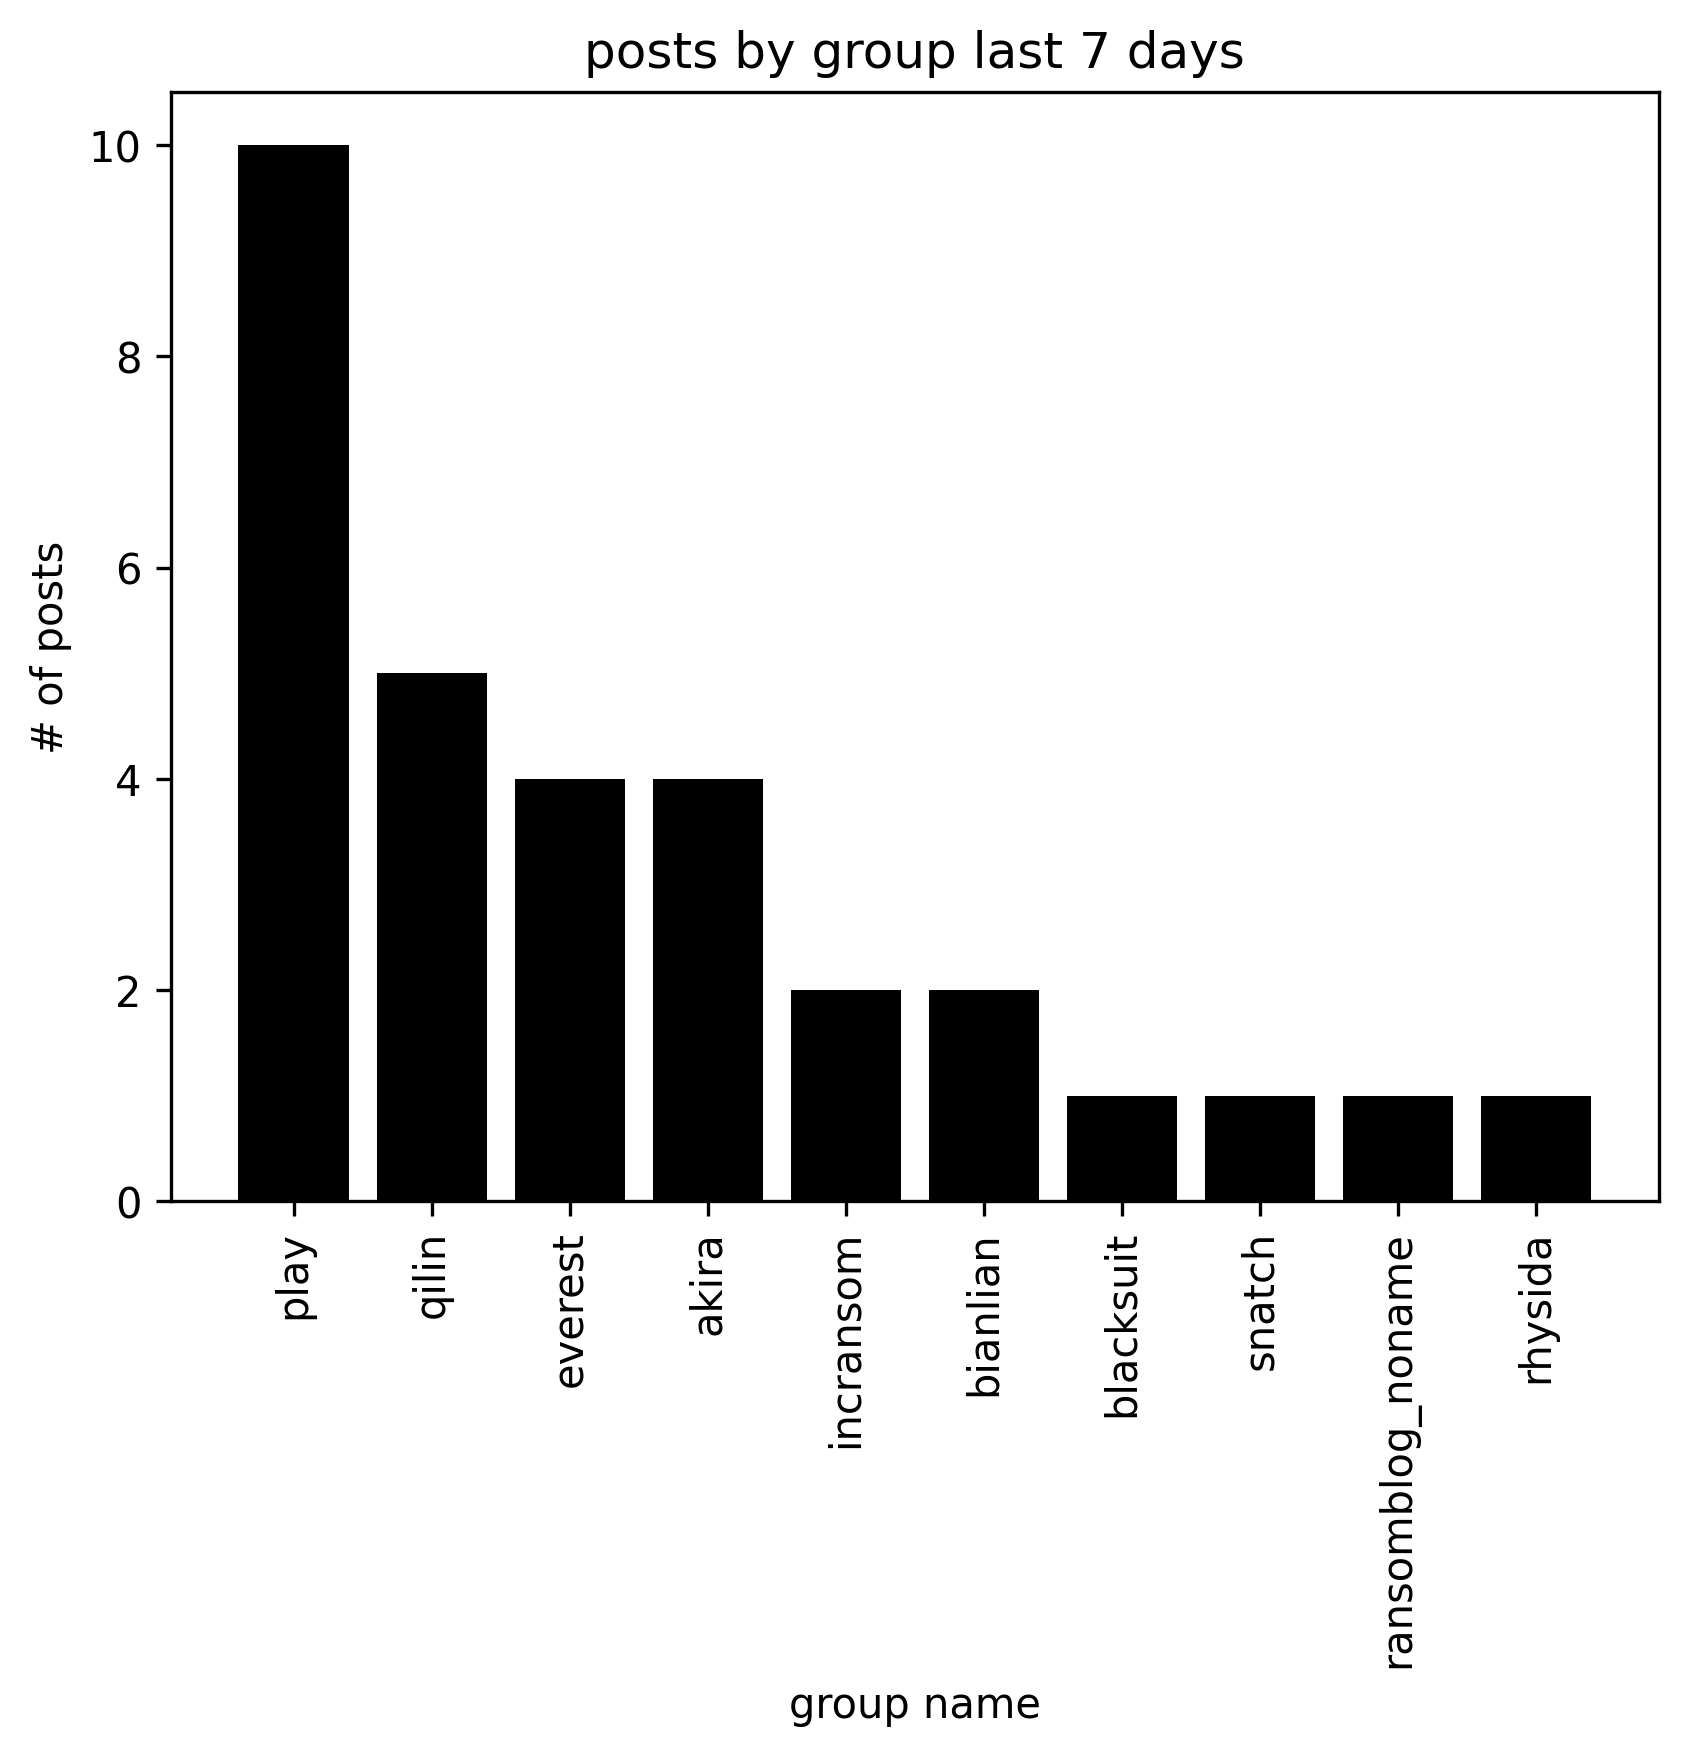 posts by group last 7 days
# of posts
10
8
6
4
2
0
play
qilin
everest
akira
incransom
bianlian
blacksuit
snatch
ransomblog_noname
rhysida
group name